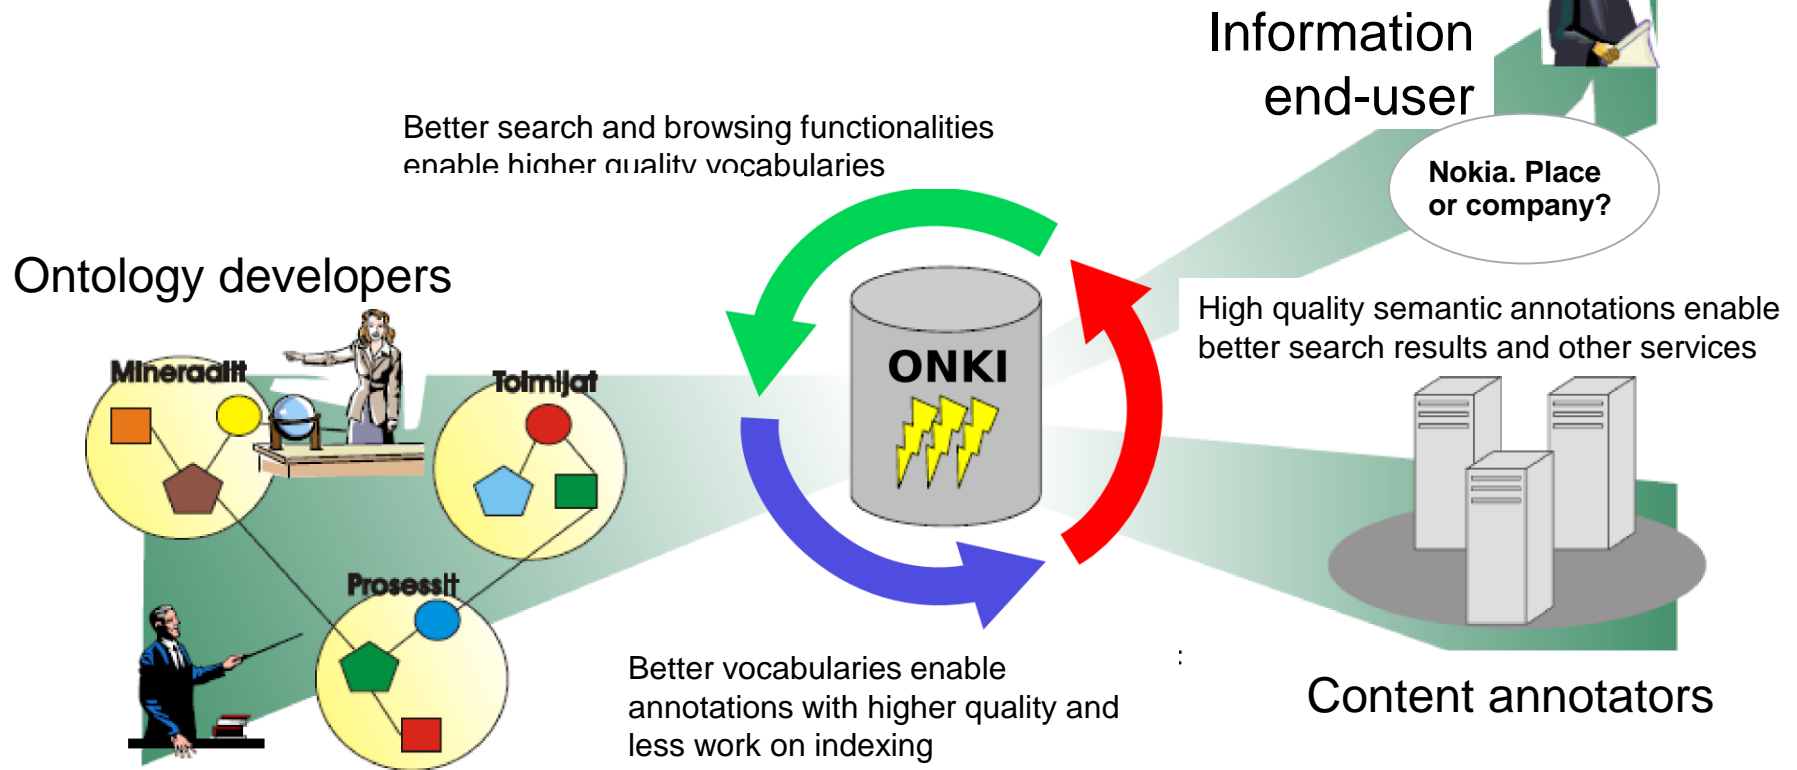 Information
end-user
Better search and browsing functionalities
enable higher quality vocabularies
Nokia. Place
or company?
Ontology developers
High quality semantic annotations enable
better search results and other services
ONKI
Mineraalit
Toimijat
Prosessit
Better vocabularies enable
annotations with higher quality and
less work on indexing
:
Content annotators